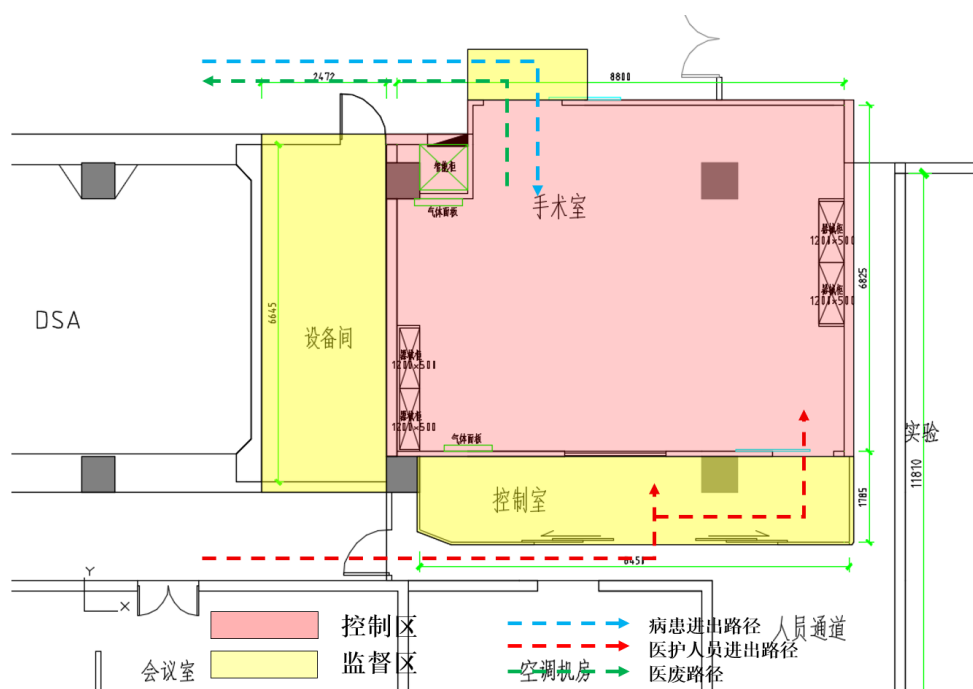 2472
8800
智能柜
气体面板
手术室
器械柜
1200×500
器械柜
1200×500
6825
DSA
6645
设备间
器械柜
1200×500
器械柜
1200×500
气体面板
实验
11810
控制室
1785
8450
Y
X
控制区
监督区
病患进出路径
人员通道
医护人员进出路径
会议室
空调机房
医废路径